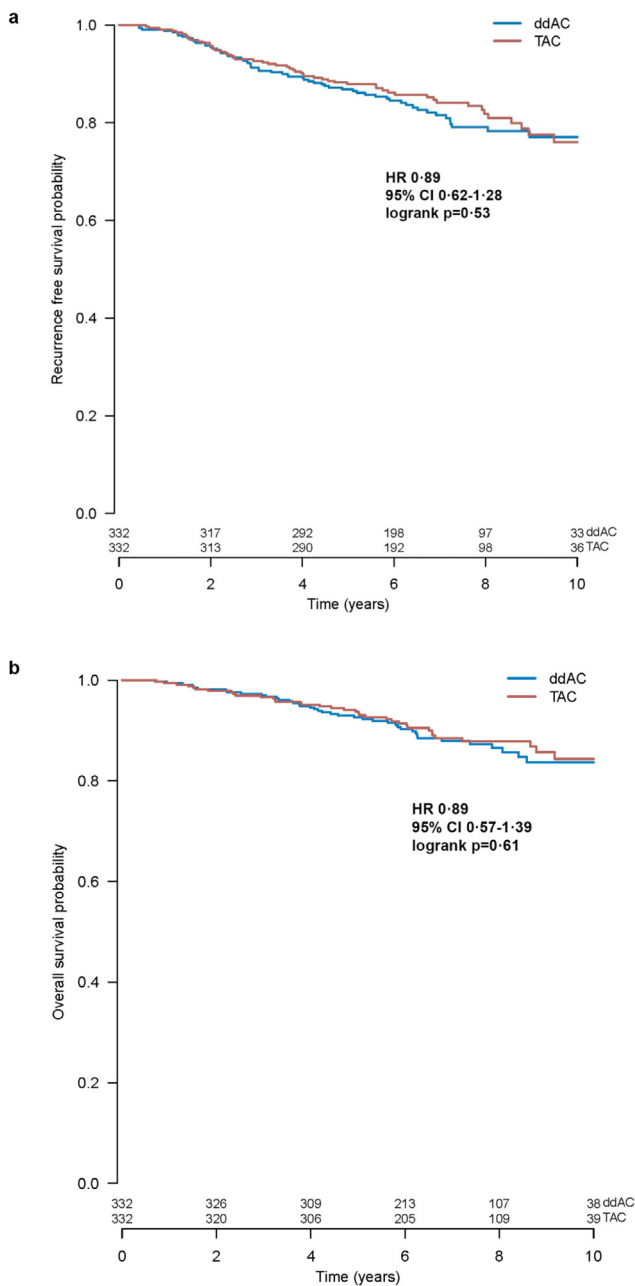 a
ddAC
TAC
1.0
0.8
0.6
0.4
0.2
0.0
Recurrence free survival probability
HR 0·89
95% CI 0·62-1·28
logrank p=0·53
332 317 292 198 97 33 ddAC
332 313 290 192 98 36 TAC
0 2 4 6 8 10
Time (years)
b
ddAC
TAC
1.0
0.8
0.6
0.4
0.2
0.0
Overall survival probability
HR 0·89
95% CI 0·57-1·39
logrank p=0·61
332 326 309 213 107 38 ddAC
332 320 306 205 109 39 TAC
0 2 4 6 8 10
Time (years)